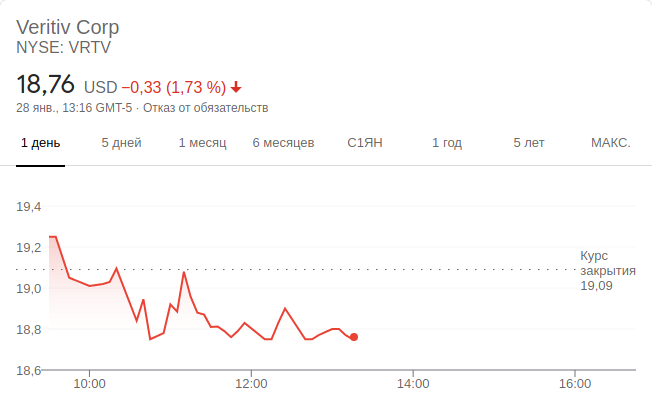 Veritiv Corp
NYSE: VRTV
18,76 USD −0,33 (1,73 %)
28 янв., 13:16 GMT-5 · Отказ от обязательств
1 день 5 дней 1 месяц 6 месяцев С1ЯН 1 год 5 лет МАКС.
19,4
19,2
Курс
закрытия
19,09
19,0
18,8
18,6
10:00 12:00 14:00 16:00